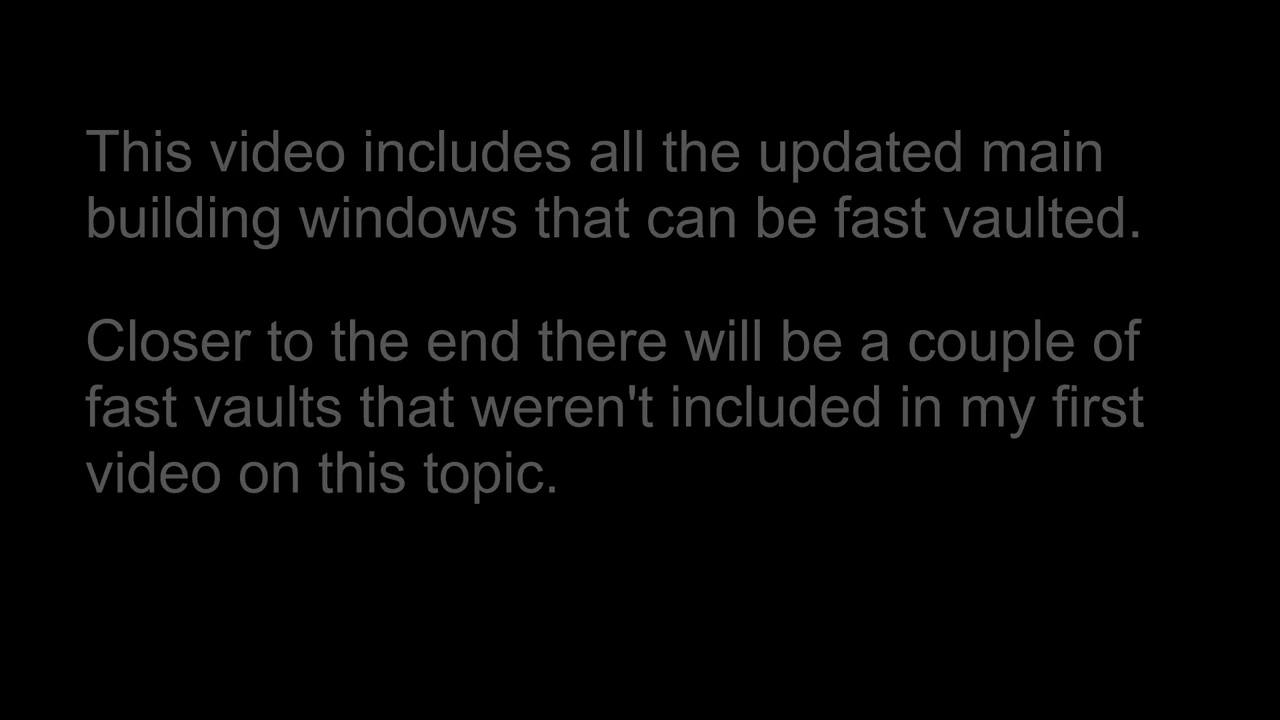 This video includes all the updated main
building windows that can be fast vaulted.
Closer to the end there will be a couple of
fast vaults that weren't included in my first
video on this topic.